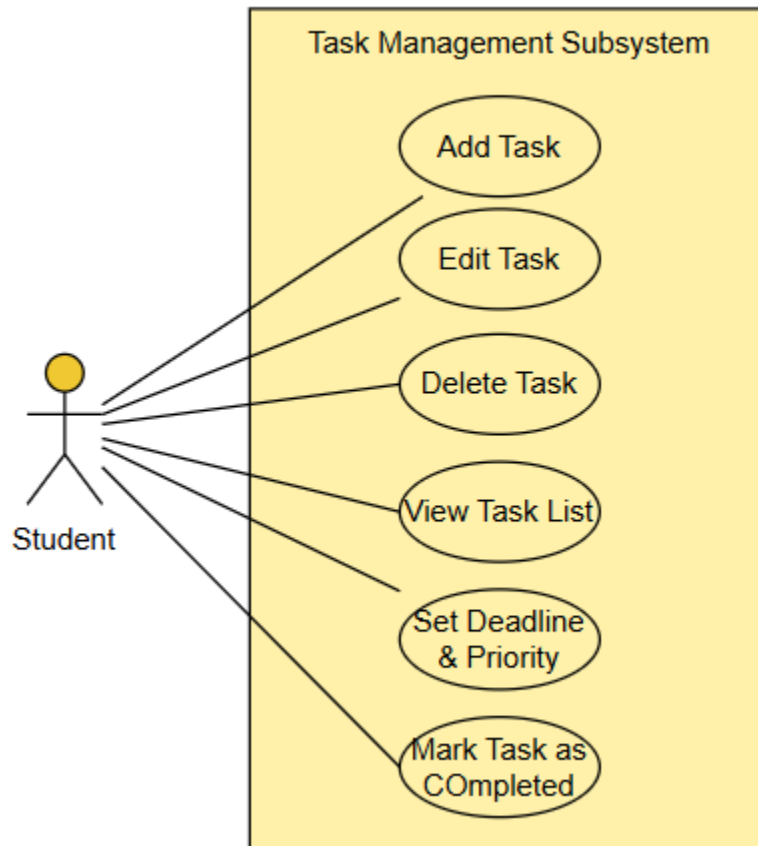 Task Management Subsystem
Add Task
Edit Task
Delete Task
View Task List
Student
Set Deadline
& Priority
Mark Task as
COmpleted